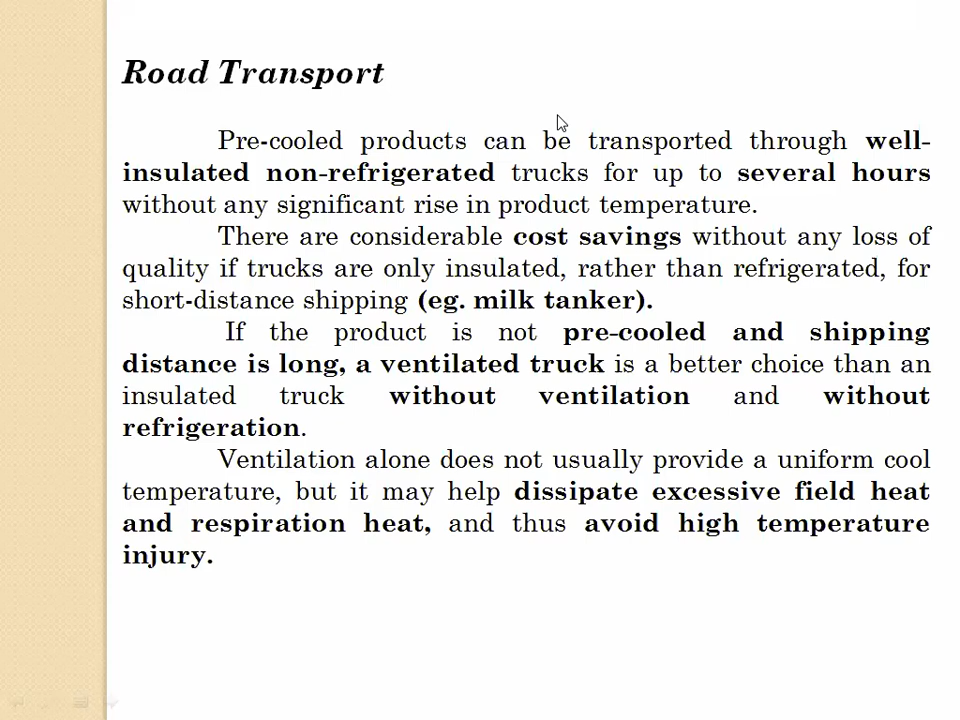 Road Transport
Pre-cooled products can be transported through well-
insulated non-refrigerated trucks for up to several hours
without any significant rise in product temperature.
There are considerable cost savings without any loss of
quality if trucks are only insulated, rather than refrigerated, for
short-distance shipping (eg. milk tanker).
If the product is not pre-cooled and shipping
distance is long, a ventilated truck is a better choice than an
insulated truck without ventilation and without
refrigeration.
Ventilation alone does not usually provide a uniform cool
temperature, but it may help dissipate excessive field heat
and respiration heat, and thus avoid high temperature
injury.